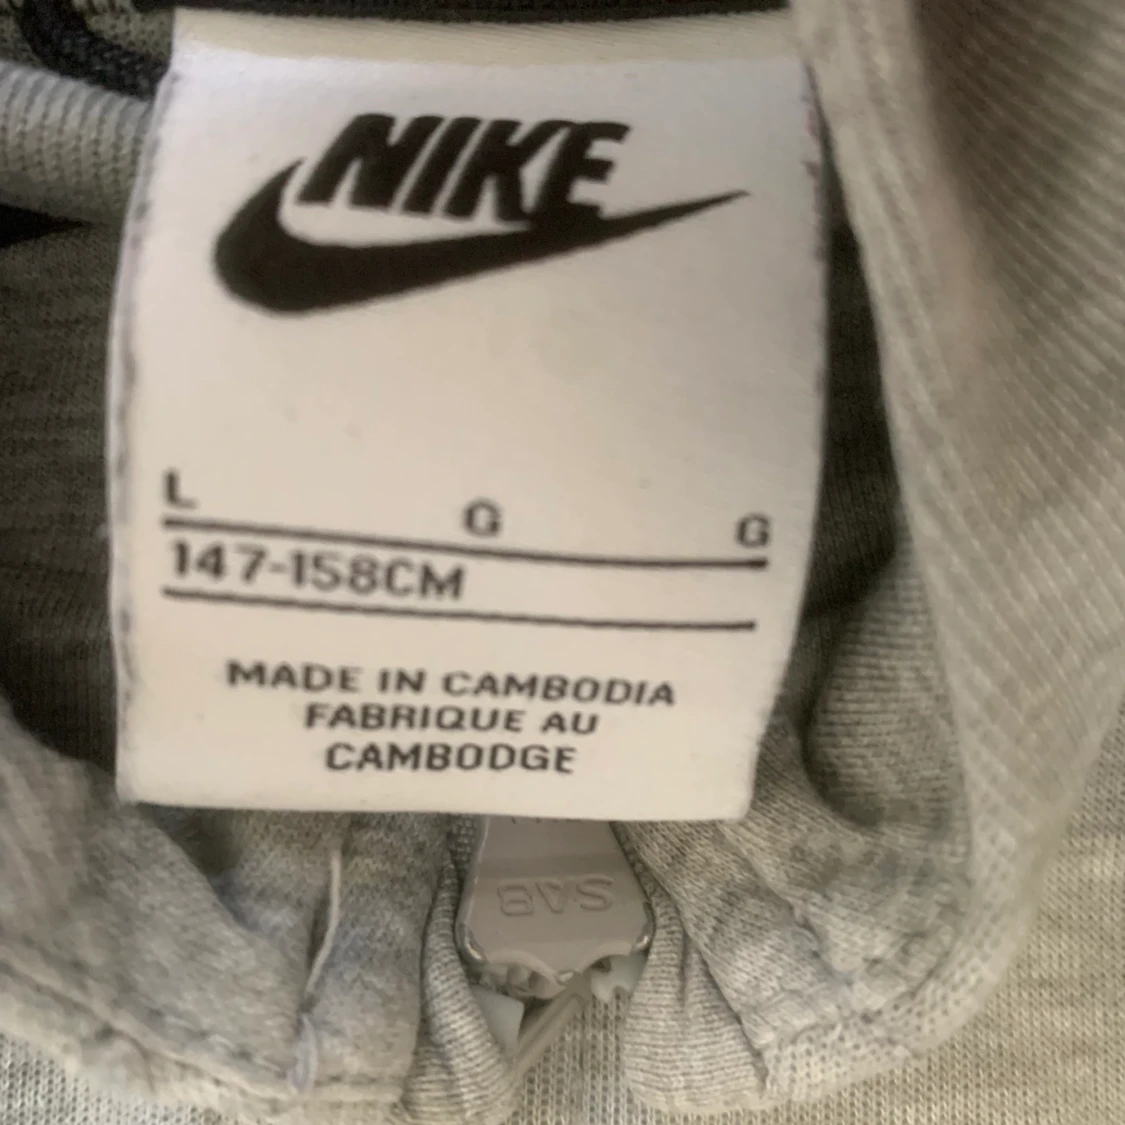 NIKE
L G G
147-158CM
MADE IN CAMBODIA
FABRIQUE AU
CAMBODGE
SAB